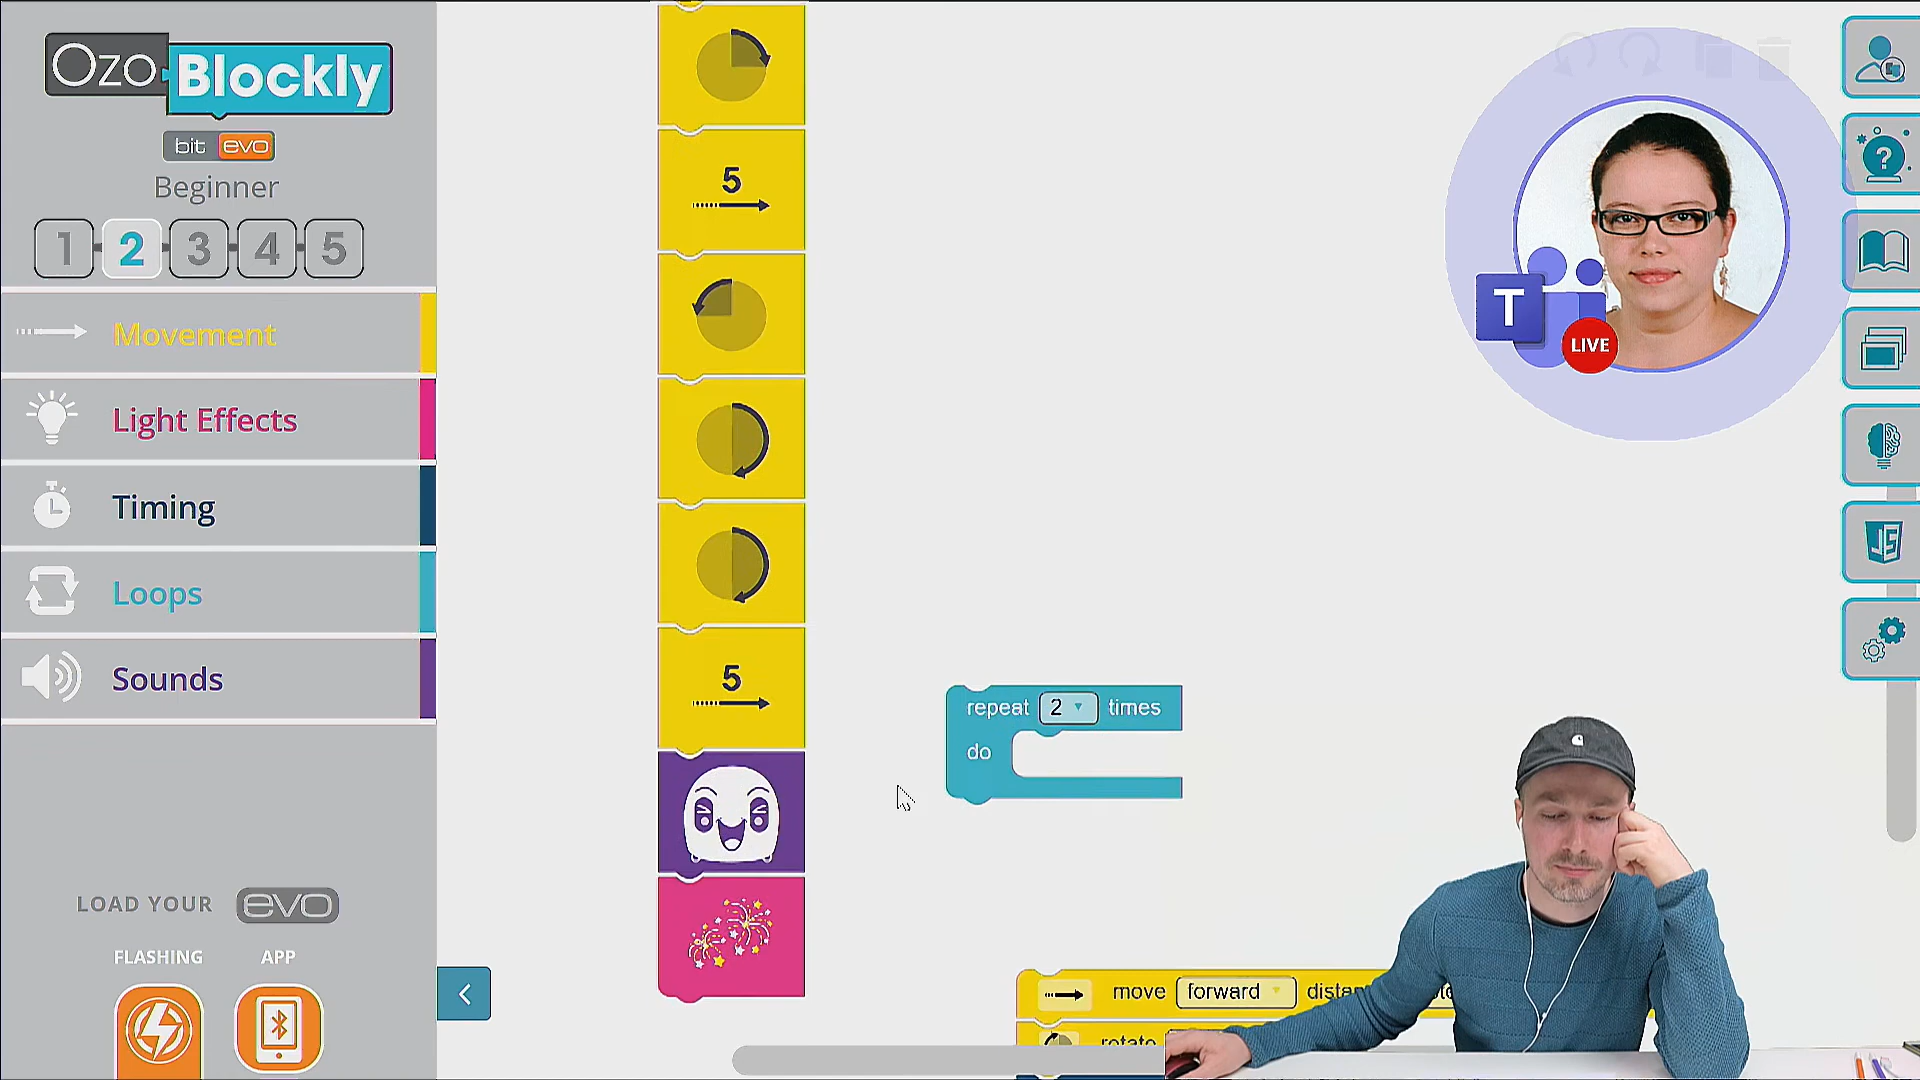 Ozo Blockly
bit evo
Beginner
1 2 3 4 5
Movement
Light Effects
Timing
Loops
Sounds
LOAD YOUR evo
FLASHING APP
5
5
repeat 2 times
do
move forward
rotate
T
LIVE
?
JS